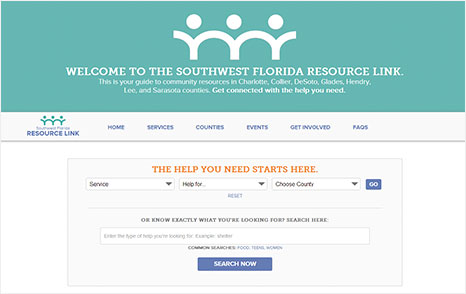 WELCOME TO THE SOUTHWEST FLORIDA RESOURCE LINK.
This is your guide to community resources in Charlotte, Collier, DeSoto, Glades, Hendry,
Lee, and Sarasota counties. Get connected with the help you need.
Southwest Florida
RESOURCE LINK
HOME SERVICES COUNTIES EVENTS GET INVOLVED FAQS
THE HELP YOU NEED STARTS HERE.
Service Help for... Choose County GO
RESET
OR KNOW EXACTLY WHAT YOU'RE LOOKING FOR? SEARCH HERE:
Enter the type of help you're looking for. Example: shelter
COMMON SEARCHES: FOOD, TEENS, WOMEN
SEARCH NOW